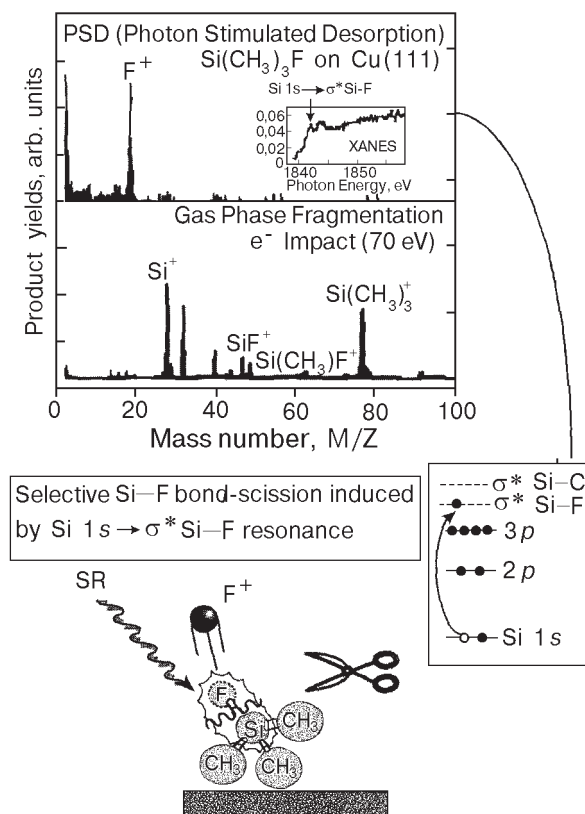 PSD (Photon Stimulated Desorption)
Si(CH₃)₃F on Cu(111)
F⁺
Si 1s→σ*Si-F
0,06
0,04
0,02
0,00
XANES
1840 1850
Photon Energy, eV
Product yields, arb. units
Gas Phase Fragmentation
e⁻ Impact (70 eV)
Si⁺
Si(CH₃)₃⁺
SiF⁺
Si(CH₃)F⁺
0 20 40 60 80 100
Mass number, M/Z
Selective Si—F bond-scission induced
by Si 1s → σ* Si—F resonance
σ* Si—C
σ* Si—F
3p
2p
Si 1s
SR
F⁺
F
Si
CH₃
CH₃
CH₃